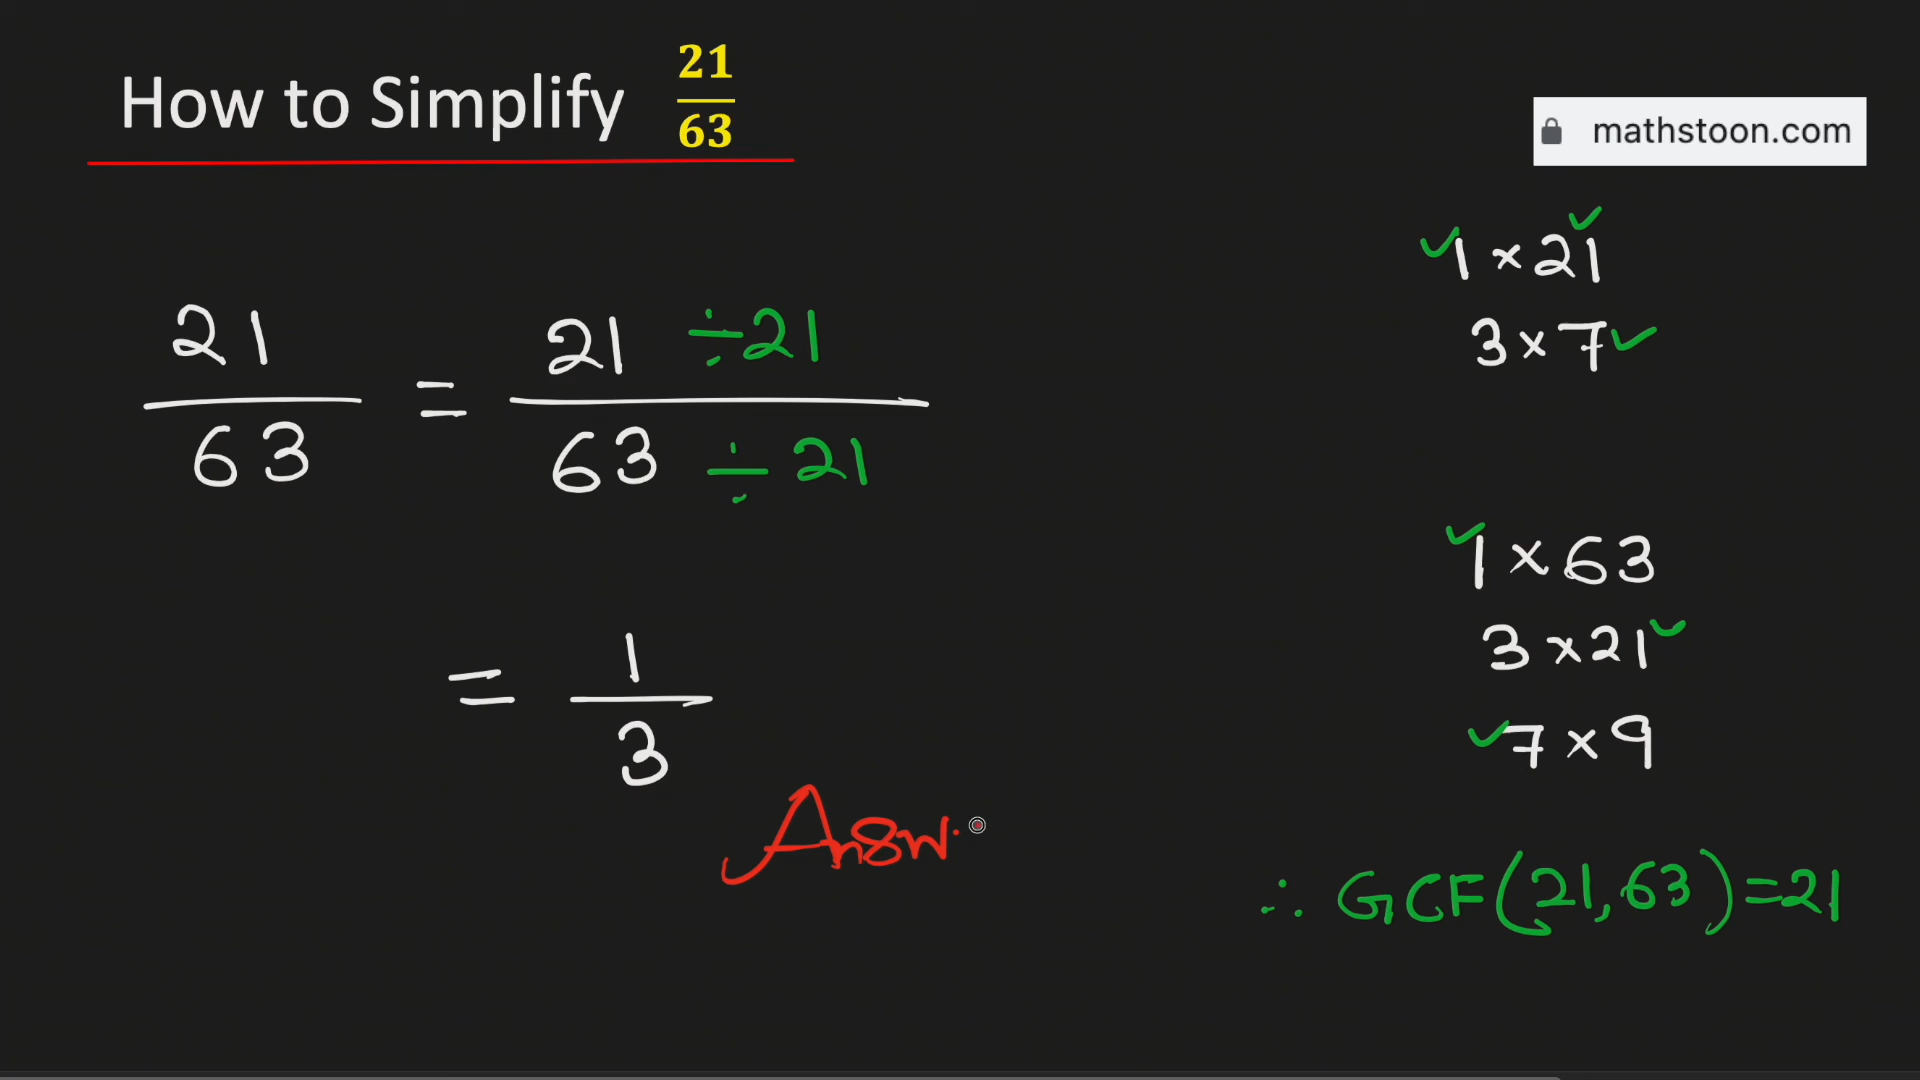 How to Simplify 21/63
mathstoon.com
21/63 = 21 ÷ 21 / 63 ÷ 21
= 1/3
Answ.
1 × 21
3 × 7
1 × 63
3 × 21
7 × 9
∴ GCF(21, 63) = 21